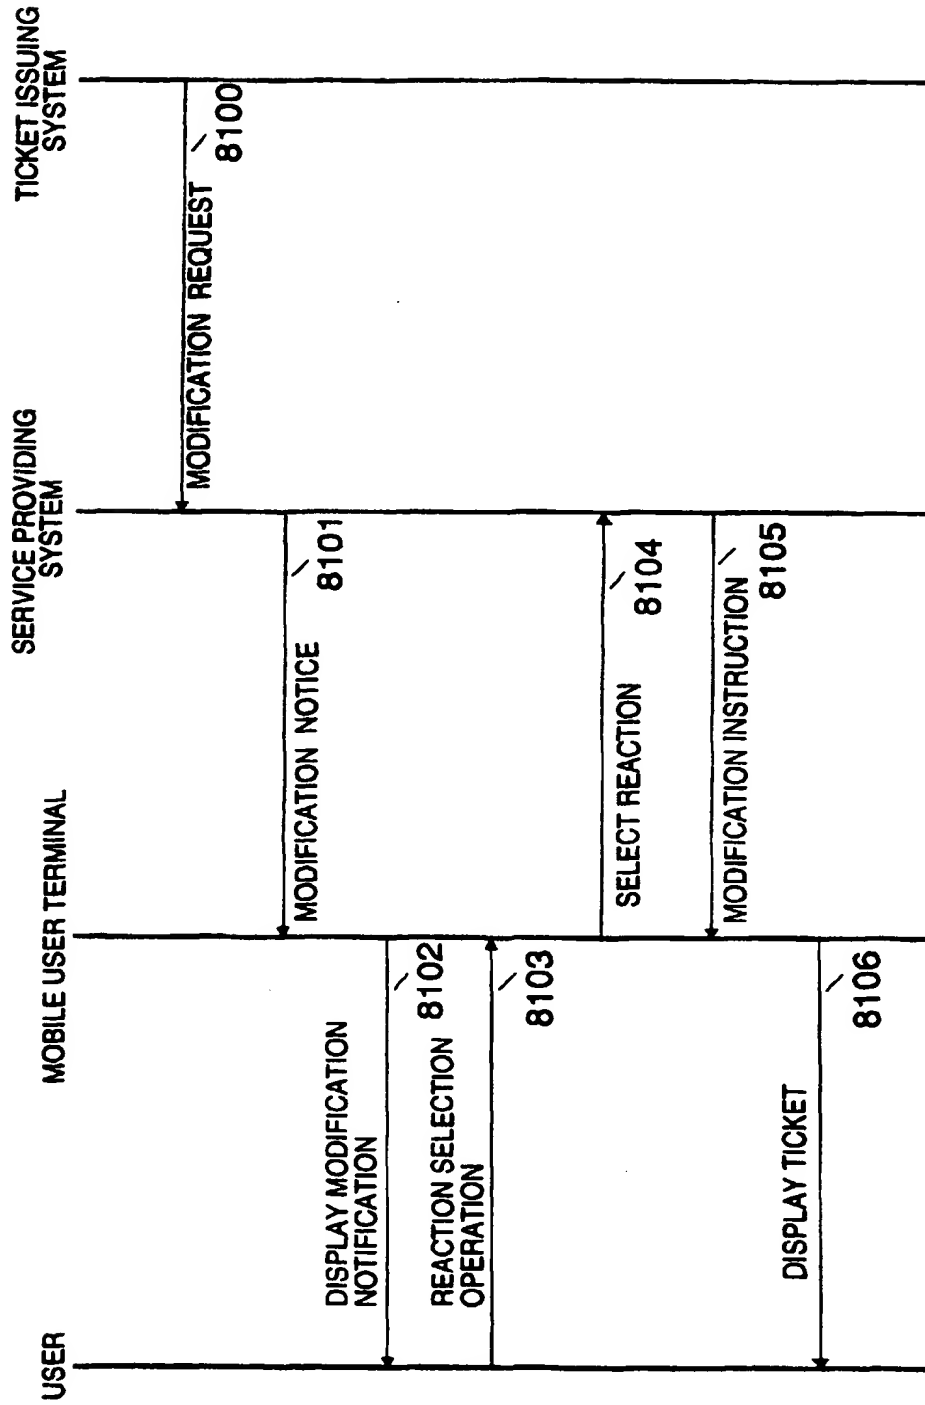 USER
MOBILE USER TERMINAL
SERVICE PROVIDING
SYSTEM
TICKET ISSUING
SYSTEM
MODIFICATION REQUEST
8100
MODIFICATION NOTICE
8101
DISPLAY MODIFICATION
NOTIFICATION
8102
REACTION SELECTION
OPERATION
8103
SELECT REACTION
8104
MODIFICATION INSTRUCTION
8105
DISPLAY TICKET
8106